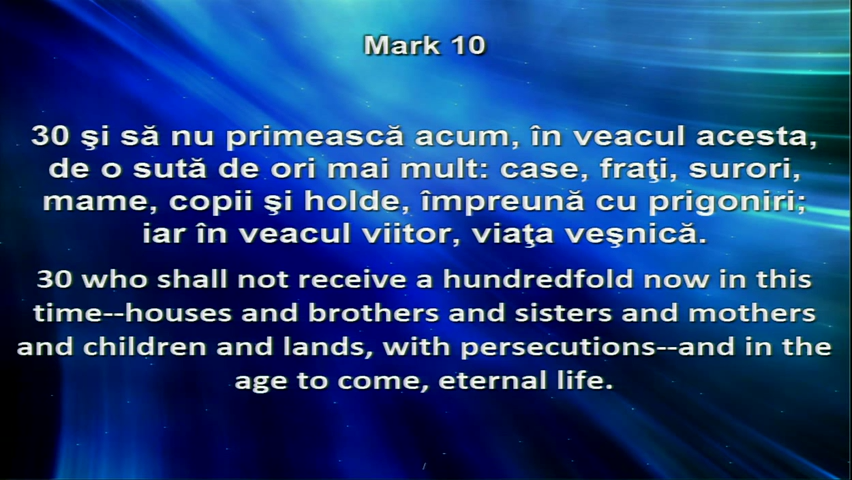 Mark 10
30 şi să nu primească acum, în veacul acesta,
de o sută de ori mai mult: case, fraţi, surori,
mame, copii şi holde, împreună cu prigoniri;
iar în veacul viitor, viaţa veşnică.
30 who shall not receive a hundredfold now in this
time--houses and brothers and sisters and mothers
and children and lands, with persecutions--and in the
age to come, eternal life.
/